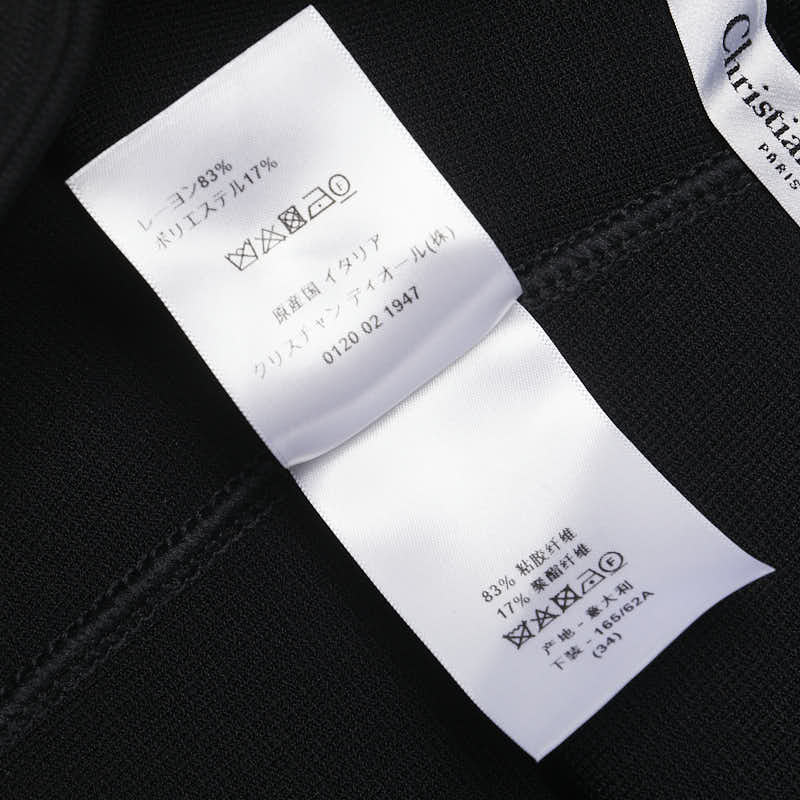 レーヨン83%
ポリエステル17%
原産国 イタリア
クリスチャン ディオール(株)
0120 02 1947
Christian
PARIS
83% 粘胶纤维
17% 聚酯纤维
产地 - 意大利
下装 - 165/62A
(34)